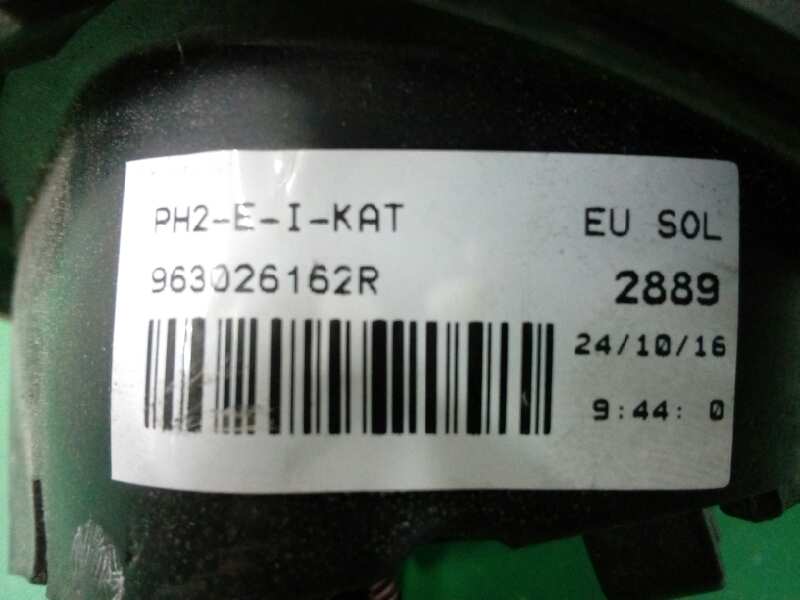 PH2-E-I-KAT EU SOL
963026162R 2889
24/10/16
9:44: 0